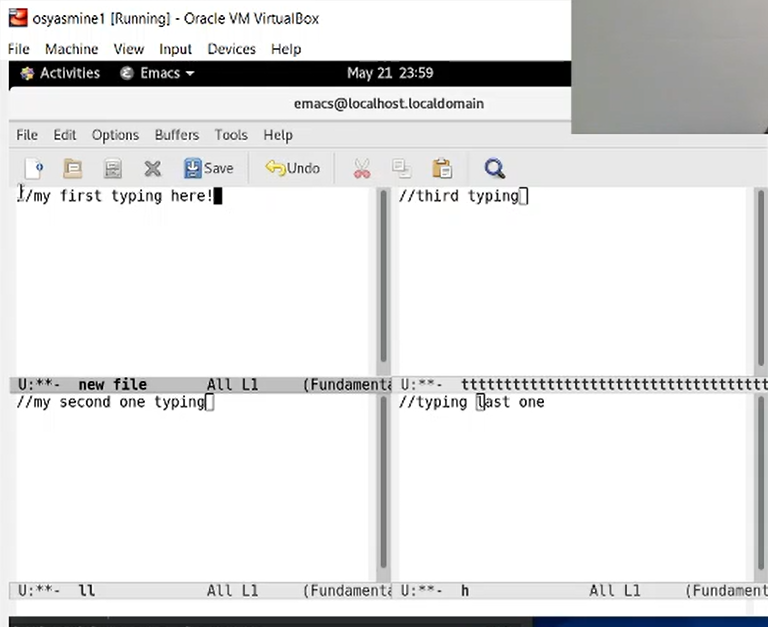 osyasmine1 [Running] - Oracle VM VirtualBox
File Machine View Input Devices Help
Activities Emacs May 21 23:59
emacs@localhost.localdomain
File Edit Options Buffers Tools Help
Save Undo
//my first typing here!
//third typing
U:**- new file All L1 (Fundamenta
U:**- tttttttttttttttttttttttttttttttttttt
//my second one typing
//typing last one
U:**- ll All L1 (Fundamenta
U:**- h All L1 (Fundament